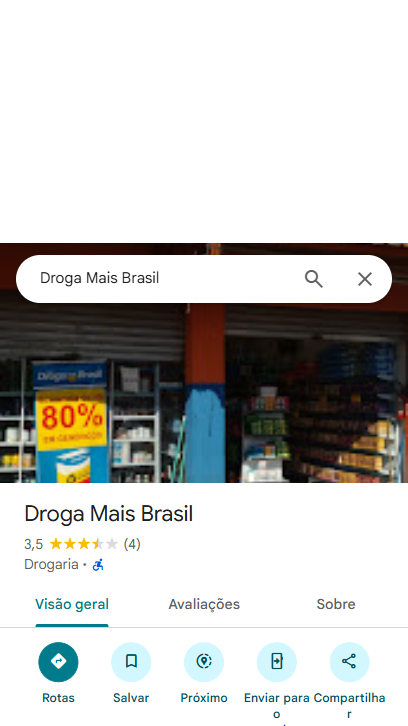 Droga Mais Brasil
Droga Mais Brasil
80%
EM GENÉRICOS
Droga Mais Brasil
3,5 (4)
Drogaria ·
Visão geral Avaliações Sobre
Rotas Salvar Próximo Enviar para o Compartilhar